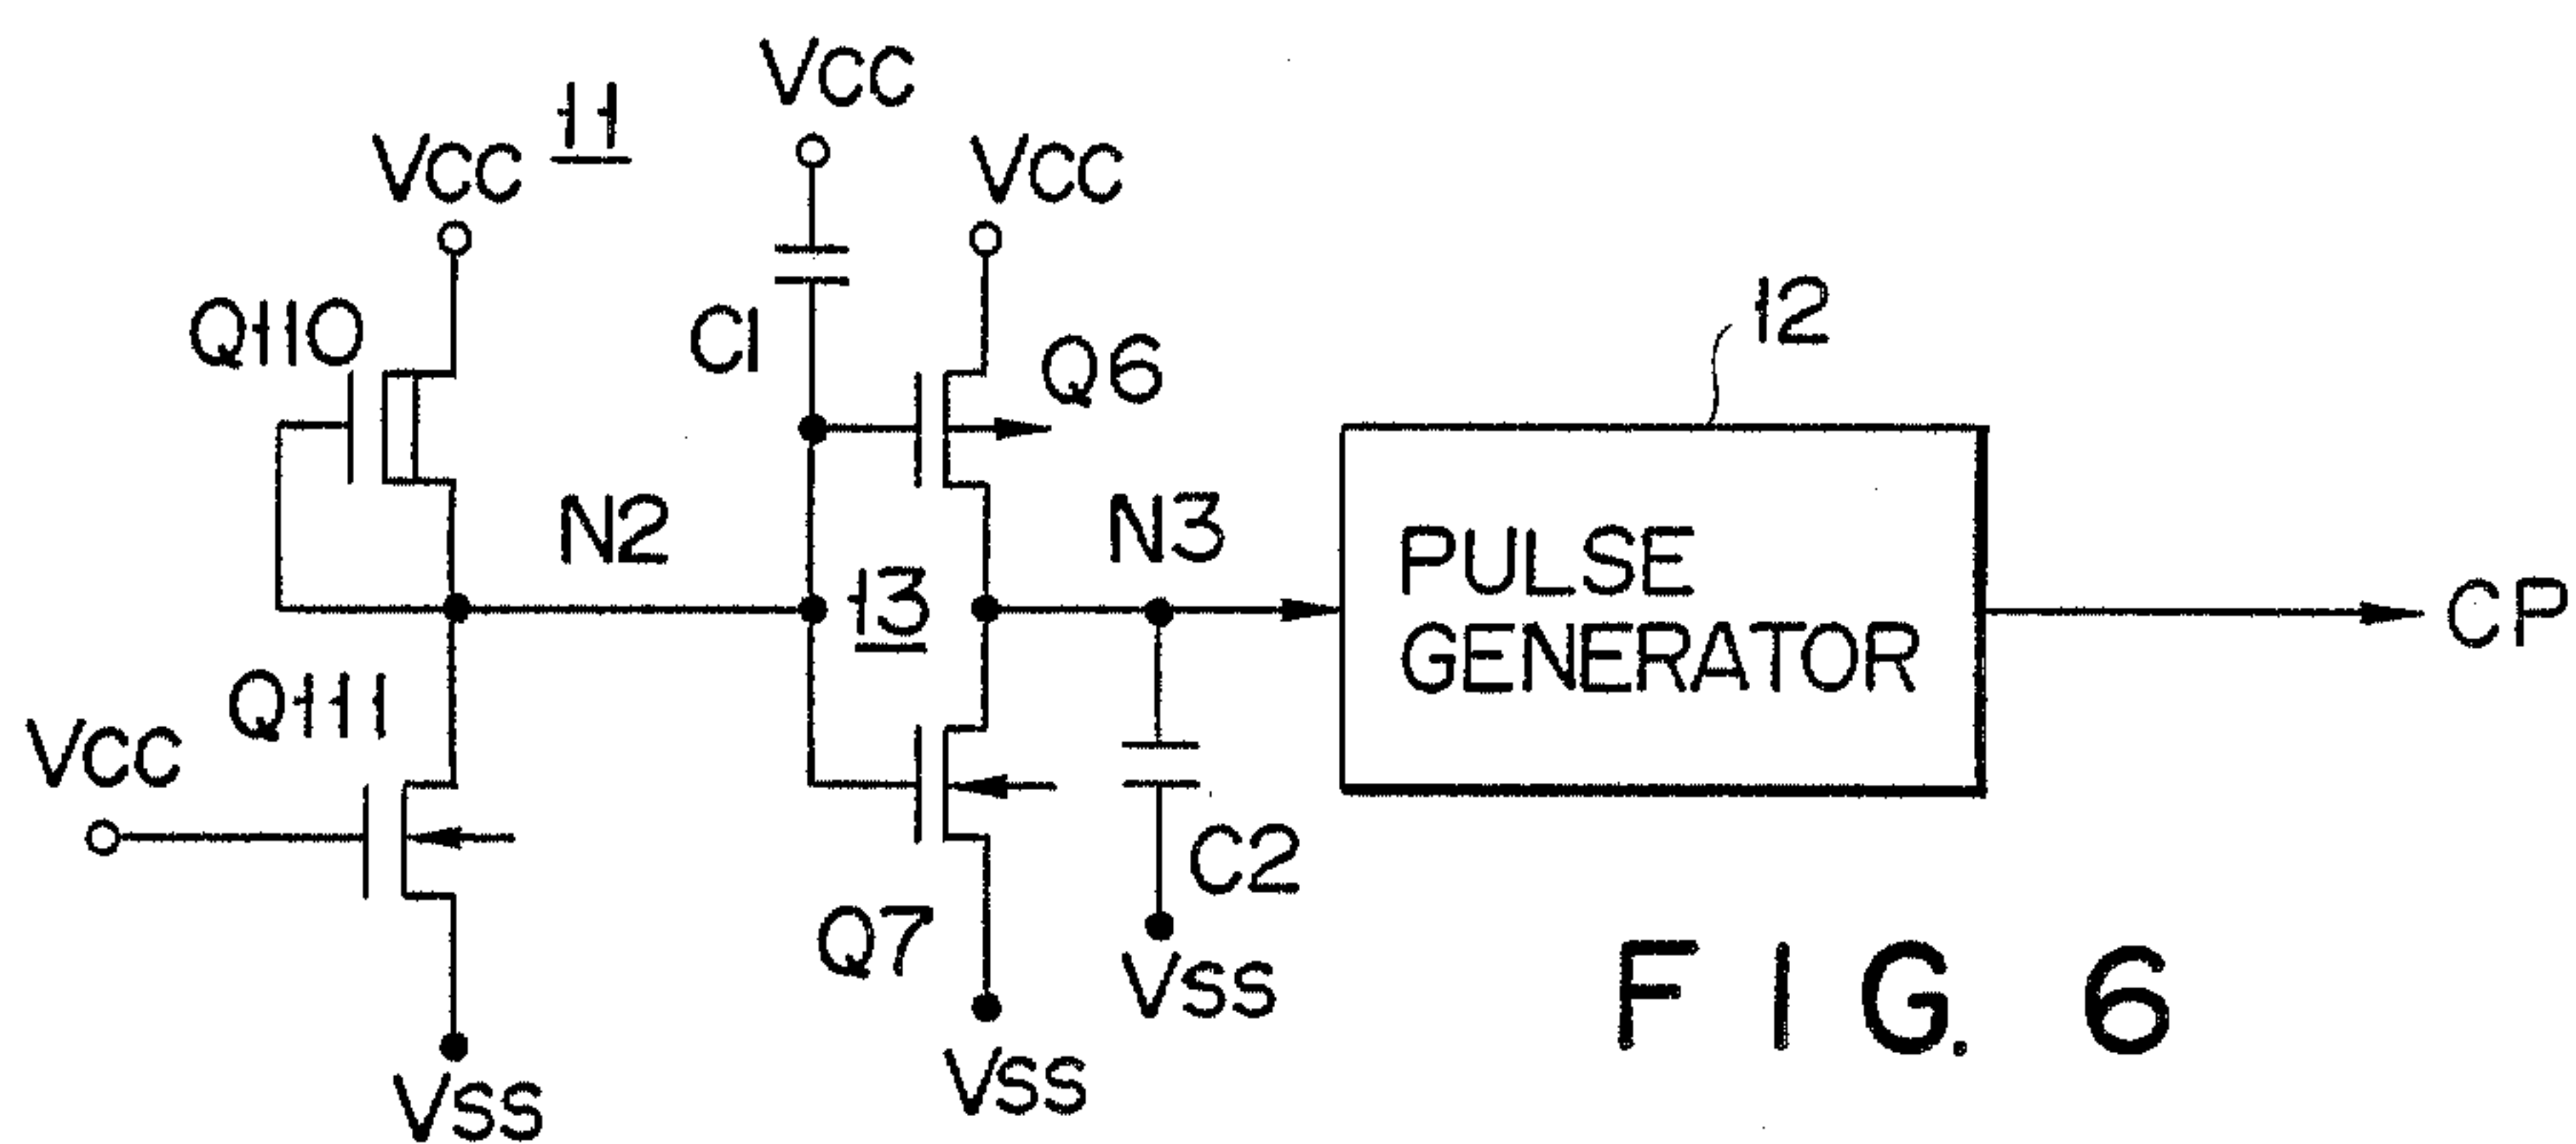 VCC
11
VCC
VCC
Q110
C1
Q6
12
N2
N3
13
PULSE
GENERATOR
CP
Q111
VCC
C2
Q7
VSS
VSS
VSS
FIG. 6